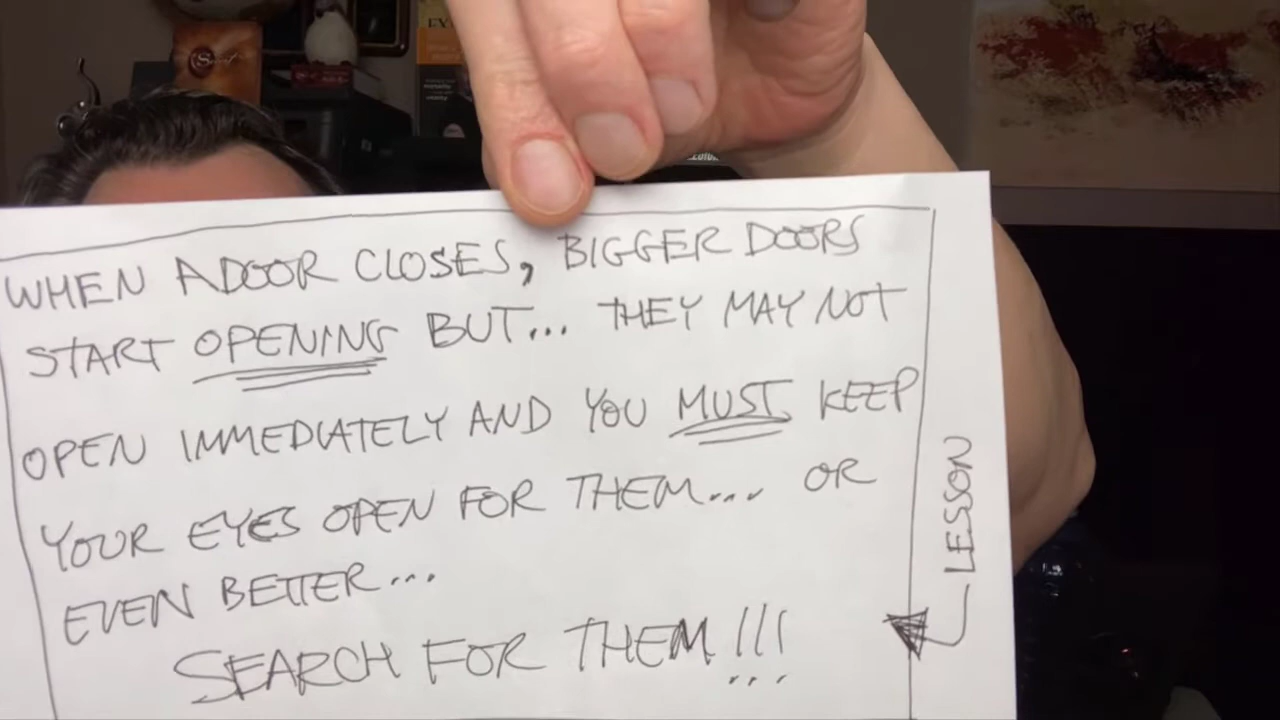 WHEN A DOOR CLOSES, BIGGER DOORS
START OPENING BUT... THEY MAY NOT
OPEN IMMEDIATELY AND YOU MUST KEEP
YOUR EYES OPEN FOR THEM... OR
EVEN BETTER...
SEARCH FOR THEM!!!
LESSON